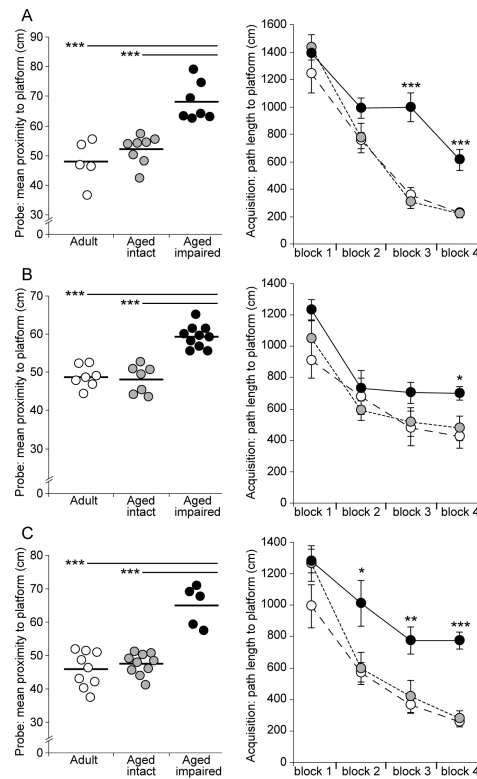 A
Probe: mean proximity to platform (cm)
90
80
70
60
50
40
30
0
***
***
Adult
Aged intact
Aged impaired
Acquisition: path length to platform (cm)
1600
1400
1200
1000
800
600
400
200
0
***
***
block 1 block 2 block 3 block 4
B
Probe: mean proximity to platform (cm)
70
60
50
40
30
0
***
***
Adult
Aged intact
Aged impaired
Acquisition: path length to platform (cm)
1400
1200
1000
800
600
400
200
0
*
block 1 block 2 block 3 block 4
C
Probe: mean proximity to platform (cm)
80
70
60
50
40
30
0
***
***
Adult
Aged intact
Aged impaired
Acquisition: path length to platform (cm)
1600
1400
1200
1000
800
600
400
200
0
*
**
***
block 1 block 2 block 3 block 4